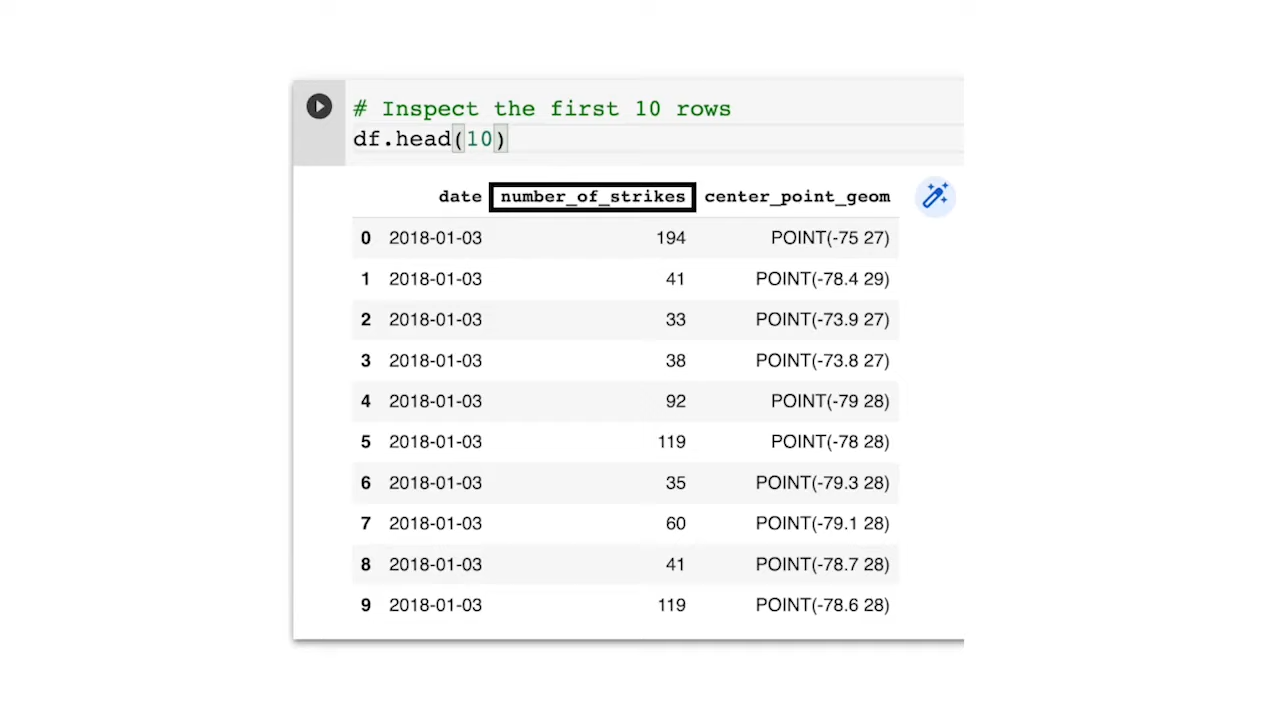 # Inspect the first 10 rows
df.head(10)
date number_of_strikes center_point_geom
0 2018-01-03 194 POINT(-75 27)
1 2018-01-03 41 POINT(-78.4 29)
2 2018-01-03 33 POINT(-73.9 27)
3 2018-01-03 38 POINT(-73.8 27)
4 2018-01-03 92 POINT(-79 28)
5 2018-01-03 119 POINT(-78 28)
6 2018-01-03 35 POINT(-79.3 28)
7 2018-01-03 60 POINT(-79.1 28)
8 2018-01-03 41 POINT(-78.7 28)
9 2018-01-03 119 POINT(-78.6 28)